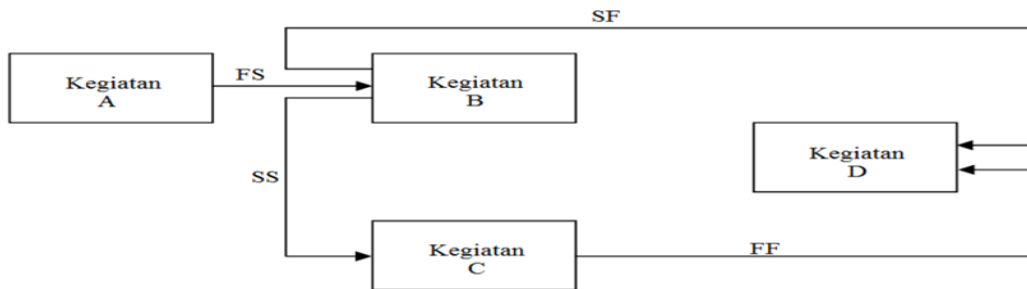 SF
Kegiatan
A
FS
Kegiatan
B
Kegiatan
D
SS
Kegiatan
C
FF